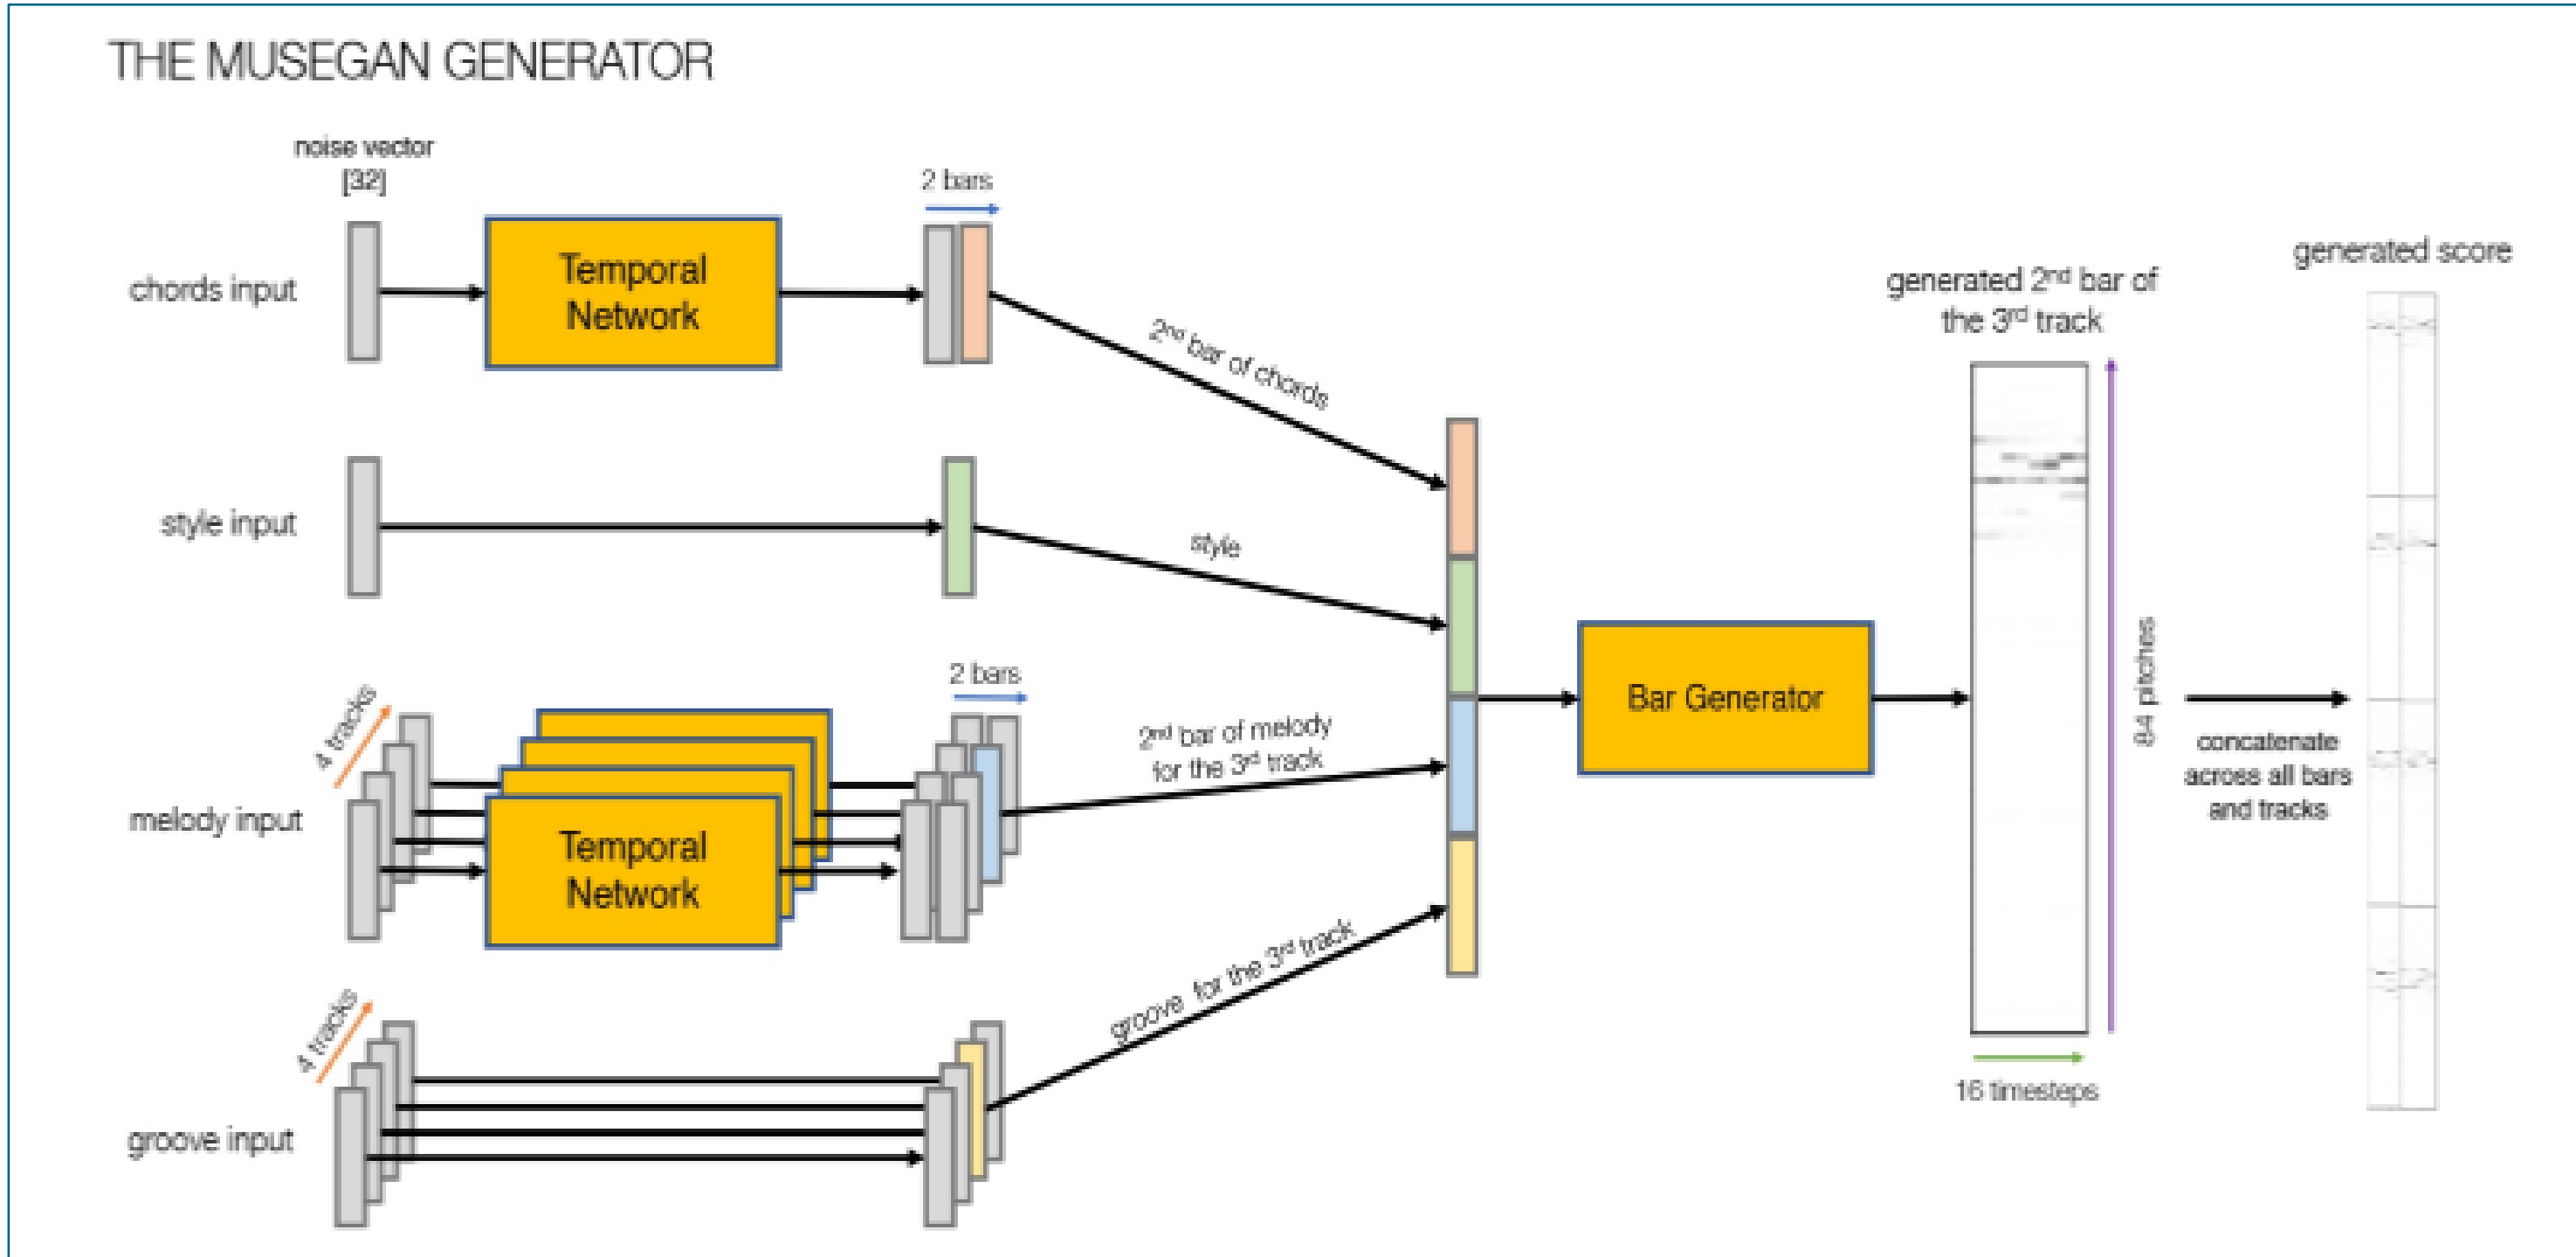 THE MUSEGAN GENERATOR
noise vector
[32]
2 bars
chords input
Temporal
Network
2nd bar of chords
style input
style
4 tracks
melody input
Temporal
Network
2 bars
2nd bar of melody
for the 3rd track
4 tracks
groove input
groove for the 3rd track
Bar Generator
generated 2nd bar of
the 3rd track
84 pitches
16 timesteps
concatenate
across all bars
and tracks
generated score